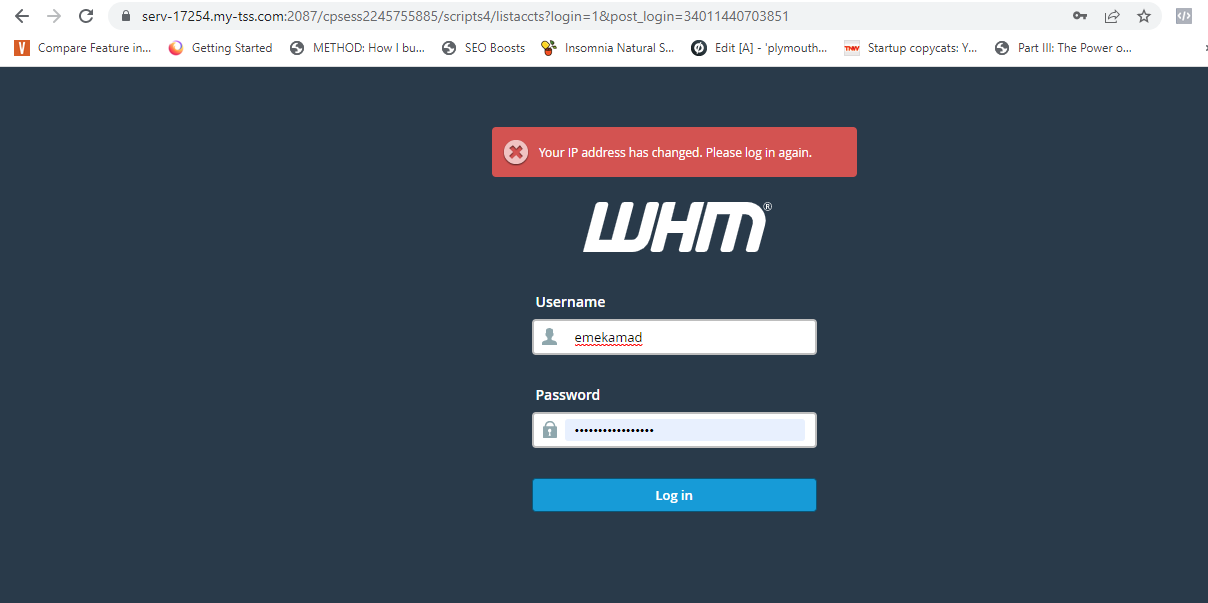 serv-17254.my-tss.com:2087/cpsess2245755885/scripts4/listaccts?login=1&post_login=34011440703851
Compare Feature in... Getting Started METHOD: How I bu... SEO Boosts Insomnia Natural S... Edit [A] - 'plymouth... TNW Startup copycats: Y... Part III: The Power o...
Your IP address has changed. Please log in again.
WHM®
Username
emekamad
Password
Log in